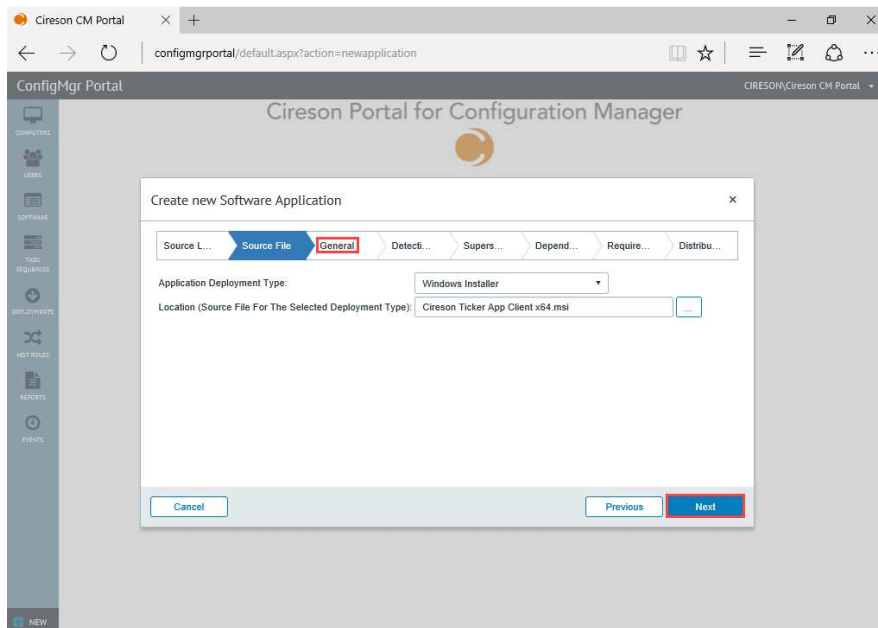 Cireson CM Portal
configmgrportal/default.aspx?action=newapplication
ConfigMgr Portal
CIRESON\Cireson CM Portal
Cireson Portal for Configuration Manager
COMPUTERS
USERS
SOFTWARE
TASK
SEQUENCES
DEPLOYMENTS
MGT ROLES
REPORTS
EVENTS
NEW
Create new Software Application
Source L...
Source File
General
Detecti...
Supers...
Depend...
Require...
Distribu...
Application Deployment Type:
Windows Installer
Location (Source File For The Selected Deployment Type):
Cireson Ticker App Client x64.msi
...
Cancel
Previous
Next